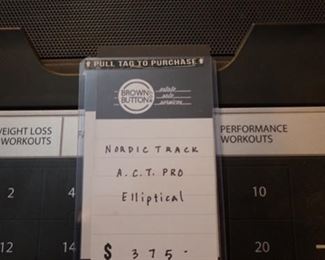 PULL TAG TO PURCHASE
BROWN
BUTTON
estate
sale
services
WEIGHT LOSS
WORKOUTS
PERFORMANCE
WORKOUTS
NORDIC TRACK
A.C.T. PRO
Elliptical
2
4
10
12
14
20
$ 375-